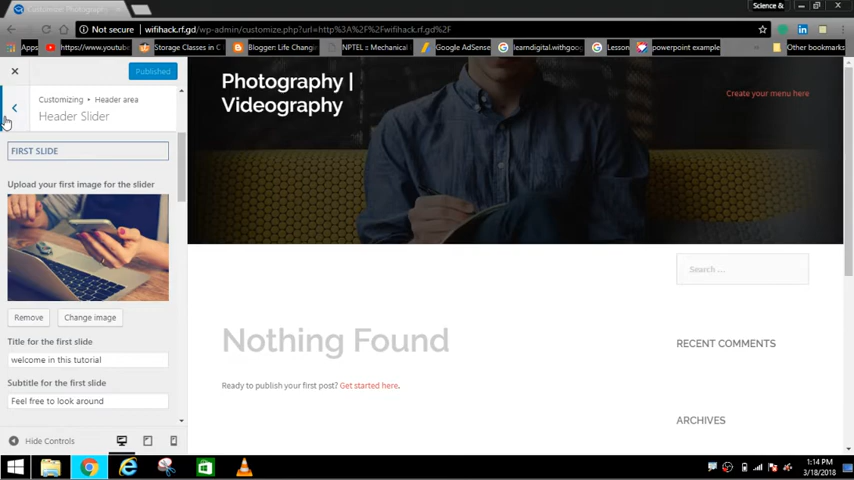 Science &
Customize: Photography
Not secure | wifihack.rf.gd/wp-admin/customize.php?url=http%3A%2F%2Fwifihack.rf.gd%2F
Apps https://www.youtube Storage Classes in C Blogger Life Changin NPTEL :: Mechanical Google AdSense learndigital.withgoo Lesson powerpoint example Other bookmarks
Published
Customizing ▸ Header area
Header Slider
FIRST SLIDE
Upload your first image for the slider
Remove
Change image
Title for the first slide
welcome in this tutorial
Subtitle for the first slide
Feel free to look around
Hide Controls
Photography |
Videography
Create your menu here
Search …
Nothing Found
Ready to publish your first post? Get started here.
RECENT COMMENTS
ARCHIVES
1:14 PM
3/18/2018